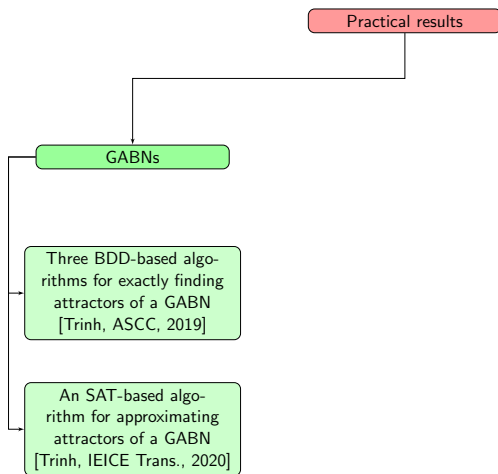 Practical results
GABNs
Three BDD-based algo-
rithms for exactly finding
attractors of a GABN
[Trinh, ASCC, 2019]
An SAT-based algo-
rithm for approximating
attractors of a GABN
[Trinh, IEICE Trans., 2020]